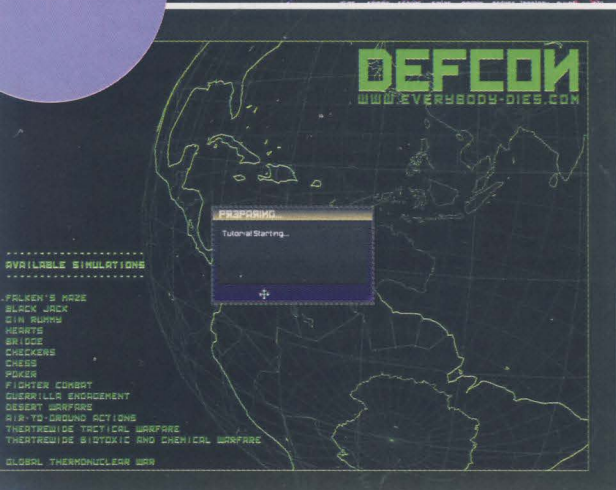 DEFCON
WWW.EVERYBODY-DIES.COM
PREPARING...
Tutorial Starting...
AVAILABLE SIMULATIONS
FALKEN'S MAZE
BLACK JACK
GIN RUMMY
HEARTS
BRIDGE
CHECKERS
CHESS
POKER
FIGHTER COMBAT
GUERRILLA ENGAGEMENT
DESERT WARFARE
AIR-TO-GROUND ACTIONS
THEATREWIDE TACTICAL WARFARE
THEATREWIDE BIOTOXIC AND CHEMICAL WARFARE
GLOBAL THERMONUCLEAR WAR